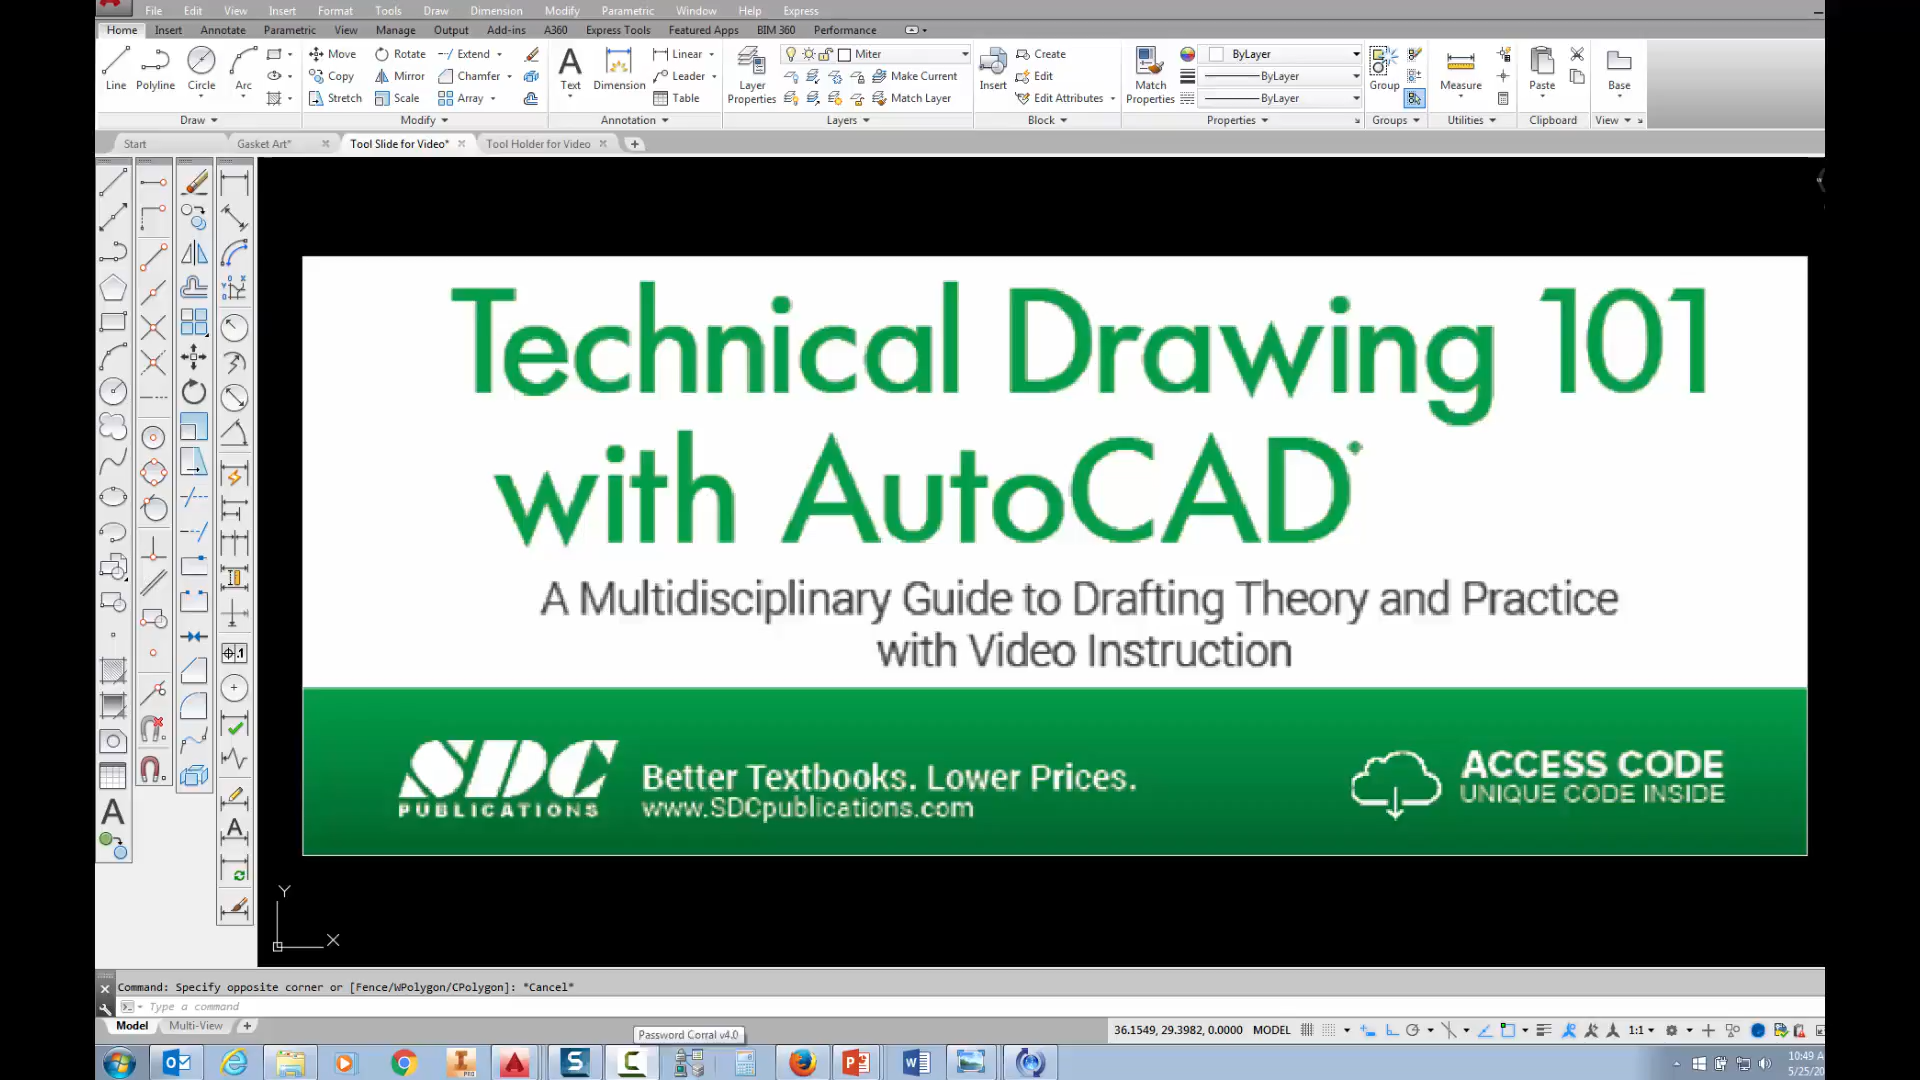 File Edit View Insert Format Tools Draw Dimension Modify Parametric Window Help Express
Home Insert Annotate Parametric View Manage Output Add-ins A360 Express Tools Featured Apps BIM 360 Performance
Line Polyline Circle Arc
Move Rotate Extend
Copy Mirror Chamfer
Stretch Scale Array
Text Dimension
Linear
Leader
Table
Layer Properties
Miter
Make Current
Match Layer
Insert
Create
Edit
Edit Attributes
Match Properties
ByLayer
ByLayer
ByLayer
Group Measure Paste Base
Draw Modify Annotation Layers Block Properties Groups Utilities Clipboard View
Start Gasket Art* Tool Slide for Video* Tool Holder for Video
Technical Drawing 101
with AutoCAD
A Multidisciplinary Guide to Drafting Theory and Practice
with Video Instruction
SDC
PUBLICATIONS
Better Textbooks. Lower Prices.
www.SDCpublications.com
ACCESS CODE
UNIQUE CODE INSIDE
Y
X
Command: Specify opposite corner or [Fence/WPolygon/CPolygon]: *Cancel*
Type a command
Model Multi-View
Password Corral v4.0
36.1549, 29.3982, 0.0000 MODEL 1:1
10:49 A
5/25/20